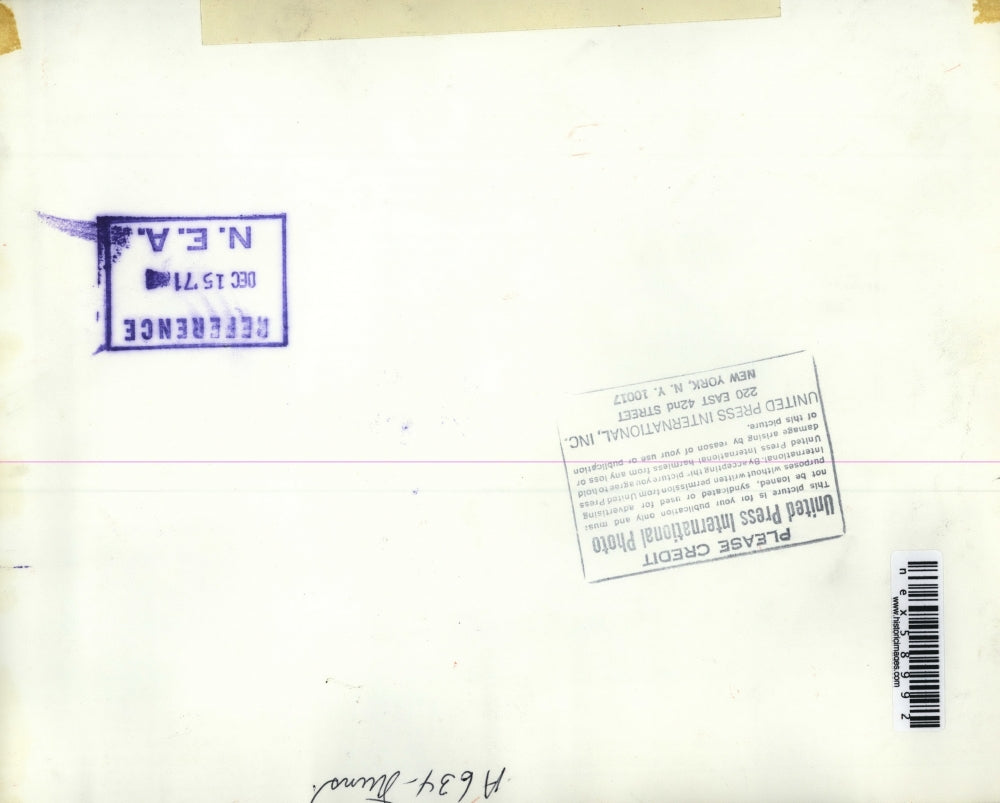 REFERENCE
DEC 15 '71
N.E.A.
PLEASE CREDIT
United Press International Photo
This picture is for your publication only and must
not be loaned, syndicated or used for advertising
purposes without written permission from United Press
International. By accepting this picture you agree to hold
United Press International harmless from any loss or
damage arising by reason of your use or publication
of this picture.
UNITED PRESS INTERNATIONAL, INC.
220 EAST 42nd STREET
NEW YORK, N. Y. 10017
nex58992
www.historicimages.com
A634-